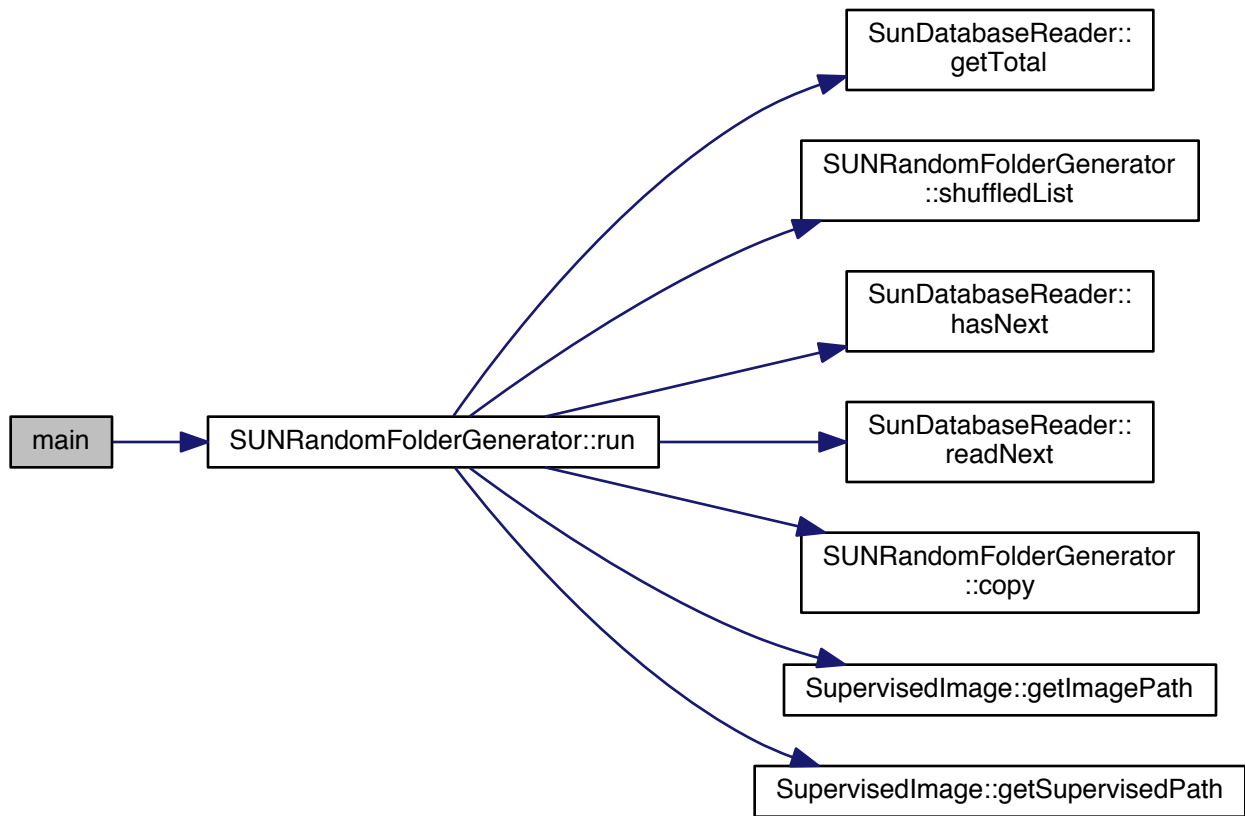 SunDatabaseReader::
getTotal
SUNRandomFolderGenerator
::shuffledList
SunDatabaseReader::
hasNext
main
SUNRandomFolderGenerator::run
SunDatabaseReader::
readNext
SUNRandomFolderGenerator
::copy
SupervisedImage::getImagePath
SupervisedImage::getSupervisedPath